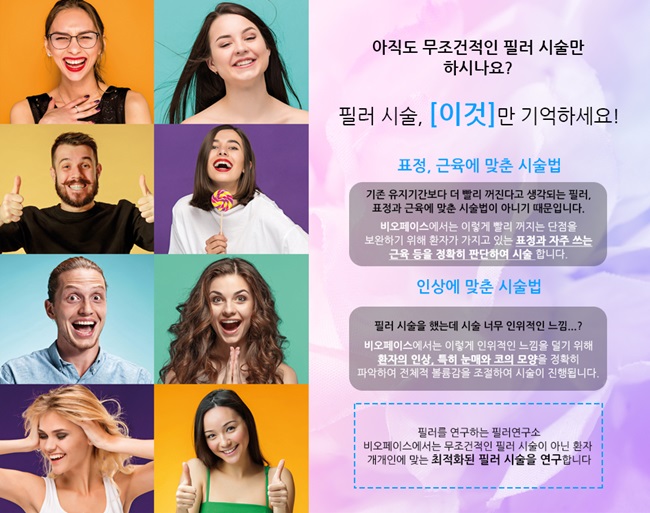 아직도 무조건적인 필러 시술만
하시나요?
필러 시술, [이것]만 기억하세요!
표정, 근육에 맞춘 시술법
기존 유지기간보다 더 빨리 꺼진다고 생각되는 필러,
표정과 근육에 맞춘 시술법이 아니기 때문입니다.
비오페이스에서는 이렇게 빨리 꺼지는 단점을
보완하기 위해 환자가 가지고 있는 표정과 자주 쓰는
근육 등을 정확히 판단하여 시술 합니다.
인상에 맞춘 시술법
필러 시술을 했는데 시술 너무 인위적인 느낌...?
비오페이스에서는 이렇게 인위적인 느낌을 덜기 위해
환자의 인상, 특히 눈매와 코의 모양을 정확히
파악하여 전체적 볼륨감을 조절하여 시술이 진행됩니다.
필러를 연구하는 필러연구소
비오페이스에서는 무조건적인 필러 시술이 아닌 환자
개개인에 맞는 최적화된 필러 시술을 연구합니다